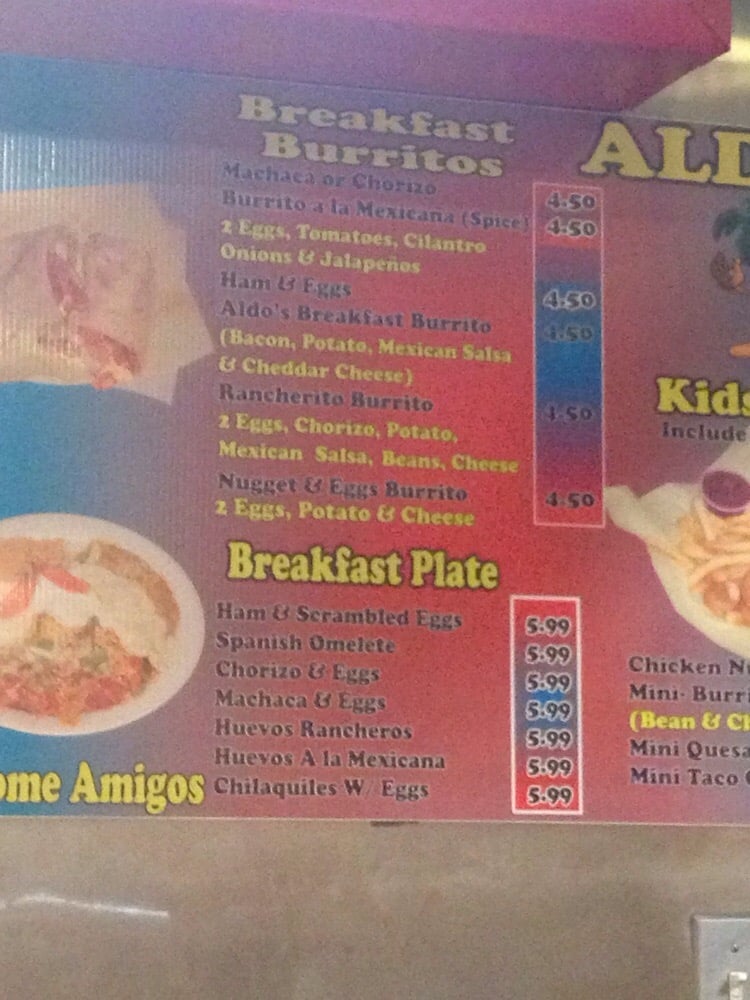 Breakfast
Burritos
Machaca or Chorizo 4.50
Burrito a la Mexicana (Spice) 4.50
2 Eggs, Tomatoes, Cilantro
Onions & Jalapeños
Ham & Eggs 4.50
Aldo's Breakfast Burrito 4.50
(Bacon, Potato, Mexican Salsa
& Cheddar Cheese)
Rancherito Burrito 4.50
2 Eggs, Chorizo, Potato,
Mexican Salsa, Beans, Cheese
Nugget & Eggs Burrito 4.50
2 Eggs, Potato & Cheese
Breakfast Plate
Ham & Scrambled Eggs 5.99
Spanish Omelete 5.99
Chorizo & Eggs 5.99
Machaca & Eggs 5.99
Huevos Rancheros 5.99
Huevos A la Mexicana 5.99
Chilaquiles W/ Eggs 5.99
ome Amigos
ALD
Kids
Include
Chicken Nu
Mini- Burri
(Bean & Ch
Mini Quesa
Mini Taco